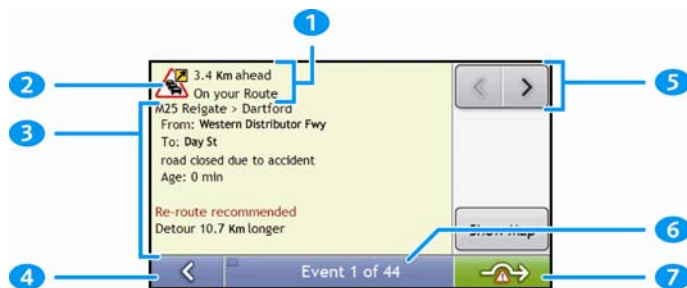 1
2
3.4 Km ahead
On your Route
M25 Reigate > Dartford
3
From: Western Distributor Fwy
To: Day St
road closed due to accident
Age: 0 min
Re-route recommended
Detour 10.7 Km longer
5
Show Map
6
4
Event 1 of 44
7